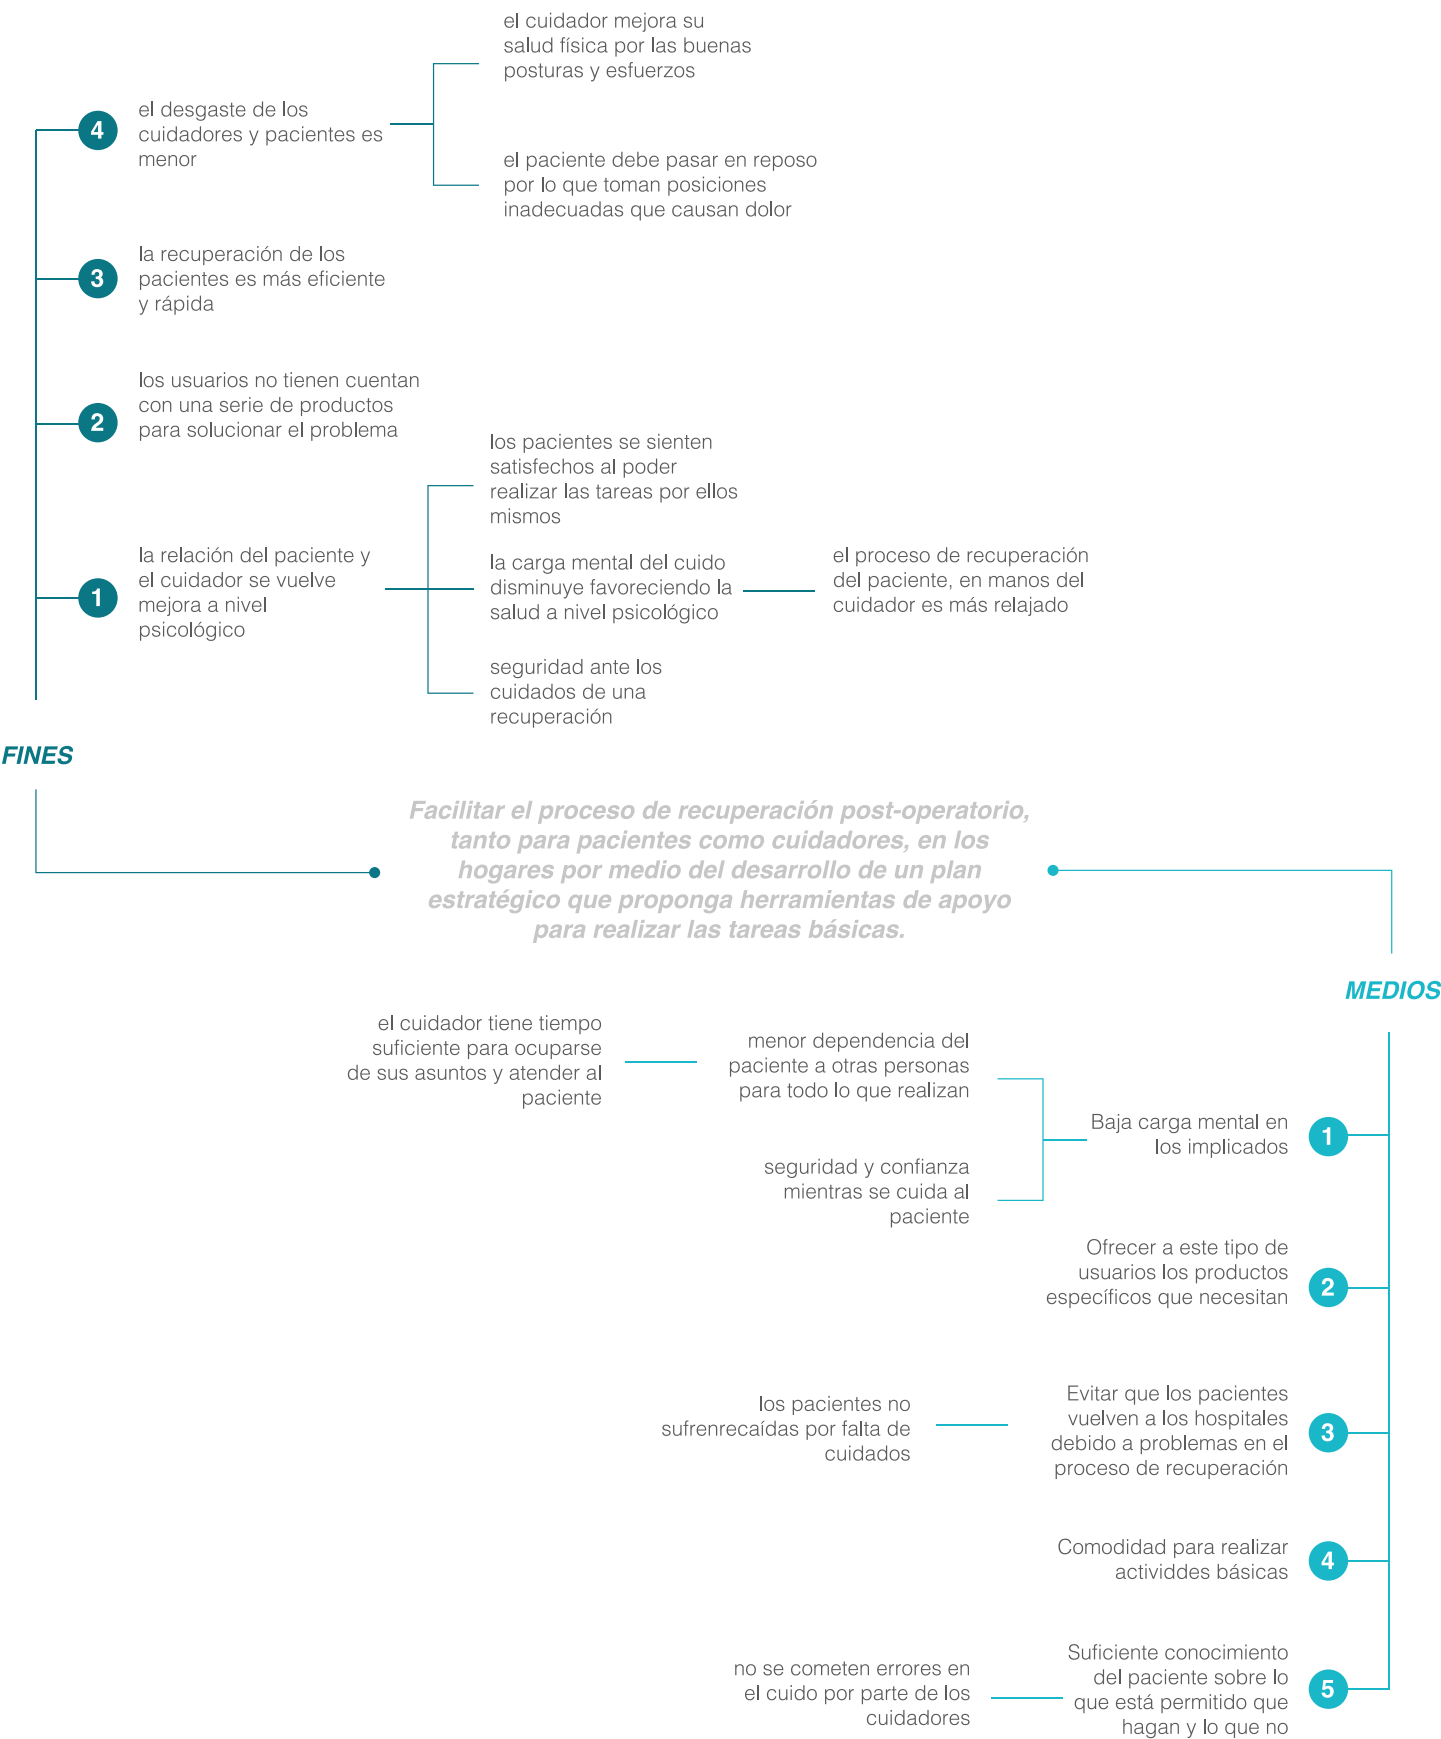 el cuidador mejora su
salud física por las buenas
posturas y esfuerzos
4
el desgaste de los
cuidadores y pacientes es
menor
el paciente debe pasar en reposo
por lo que toman posiciones
inadecuadas que causan dolor
3
la recuperación de los
pacientes es más eficiente
y rápida
2
los usuarios no tienen cuentan
con una serie de productos
para solucionar el problema
los pacientes se sienten
satisfechos al poder
realizar las tareas por ellos
mismos
1
la relación del paciente y
el cuidador se vuelve
mejora a nivel
psicológico
la carga mental del cuido
disminuye favoreciendo la
salud a nivel psicológico
el proceso de recuperación
del paciente, en manos del
cuidador es más relajado
seguridad ante los
cuidados de una
recuperación
FINES
Facilitar el proceso de recuperación post-operatorio,
tanto para pacientes como cuidadores, en los
hogares por medio del desarrollo de un plan
estratégico que proponga herramientas de apoyo
para realizar las tareas básicas.
MEDIOS
el cuidador tiene tiempo
suficiente para ocuparse
de sus asuntos y atender al
paciente
menor dependencia del
paciente a otras personas
para todo lo que realizan
Baja carga mental en
los implicados
1
seguridad y confianza
mientras se cuida al
paciente
Ofrecer a este tipo de
usuarios los productos
específicos que necesitan
2
los pacientes no
sufrenrecaídas por falta de
cuidados
Evitar que los pacientes
vuelven a los hospitales
debido a problemas en el
proceso de recuperación
3
Comodidad para realizar
actividdes básicas
4
no se cometen errores en
el cuido por parte de los
cuidadores
Suficiente conocimiento
del paciente sobre lo
que está permitido que
hagan y lo que no
5